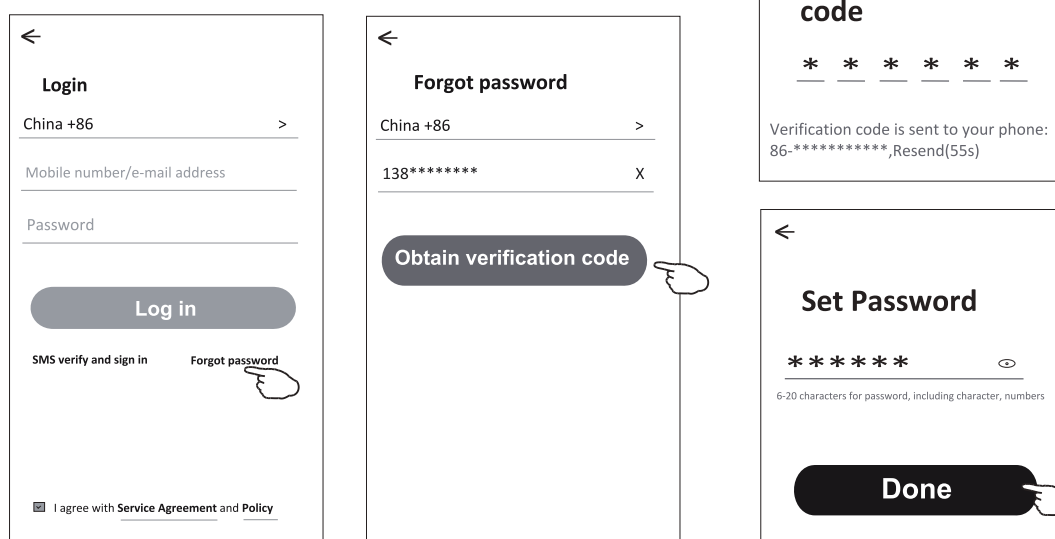 Login
China +86 >
Mobile number/e-mail address
Password
Log in
SMS verify and sign in Forgot password
I agree with Service Agreement and Policy
Forgot password
China +86 >
138******** X
Obtain verification code
code
* * * * * *
Verification code is sent to your phone:
86-***********,Resend(55s)
Set Password
******
6-20 characters for password, including character, numbers
Done